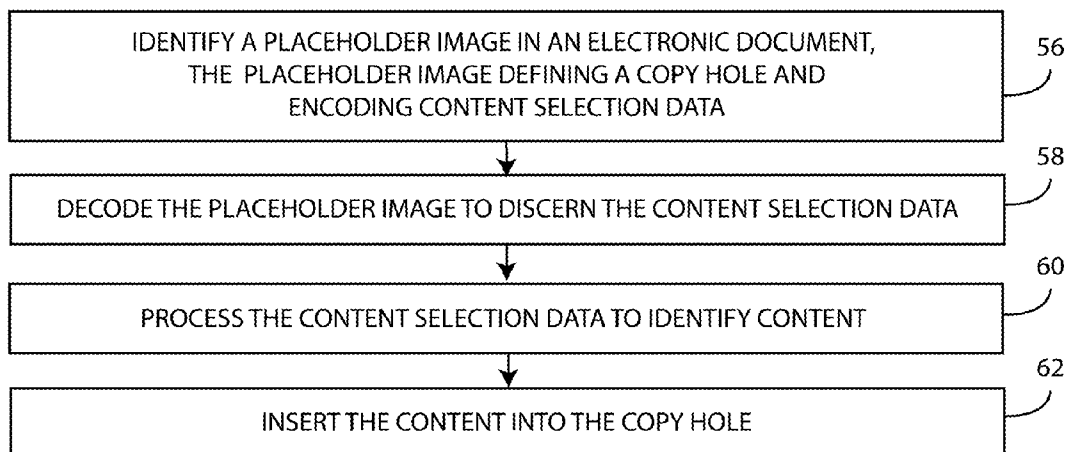 IDENTIFY A PLACEHOLDER IMAGE IN AN ELECTRONIC DOCUMENT,
THE PLACEHOLDER IMAGE DEFINING A COPY HOLE AND
ENCODING CONTENT SELECTION DATA
56
DECODE THE PLACEHOLDER IMAGE TO DISCERN THE CONTENT SELECTION DATA
58
PROCESS THE CONTENT SELECTION DATA TO IDENTIFY CONTENT
60
INSERT THE CONTENT INTO THE COPY HOLE
62